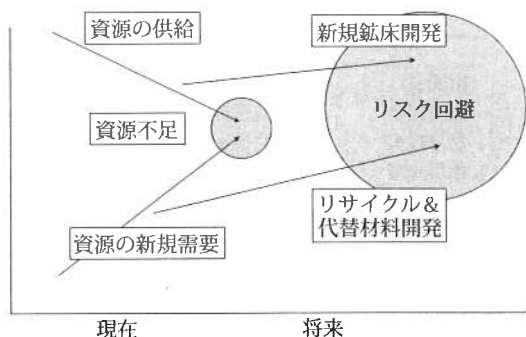 資源の供給
新規鉱床開発
資源不足
リスク回避
リサイクル＆
代替材料開発
資源の新規需要
現在
将来